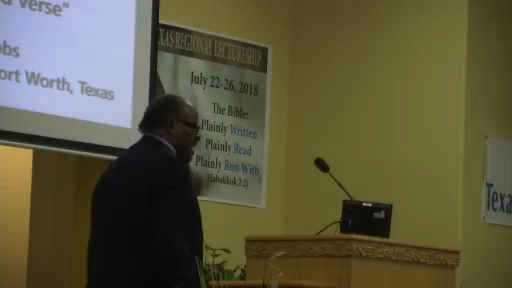 Verse"
ort Worth, Texas
XAS REGIONAL LECTURESHIP
July 22-26, 2018
The Bible:
Plainly Written
Plainly Read
Plainly Run With
(Habakkuk 2:2)
Texa